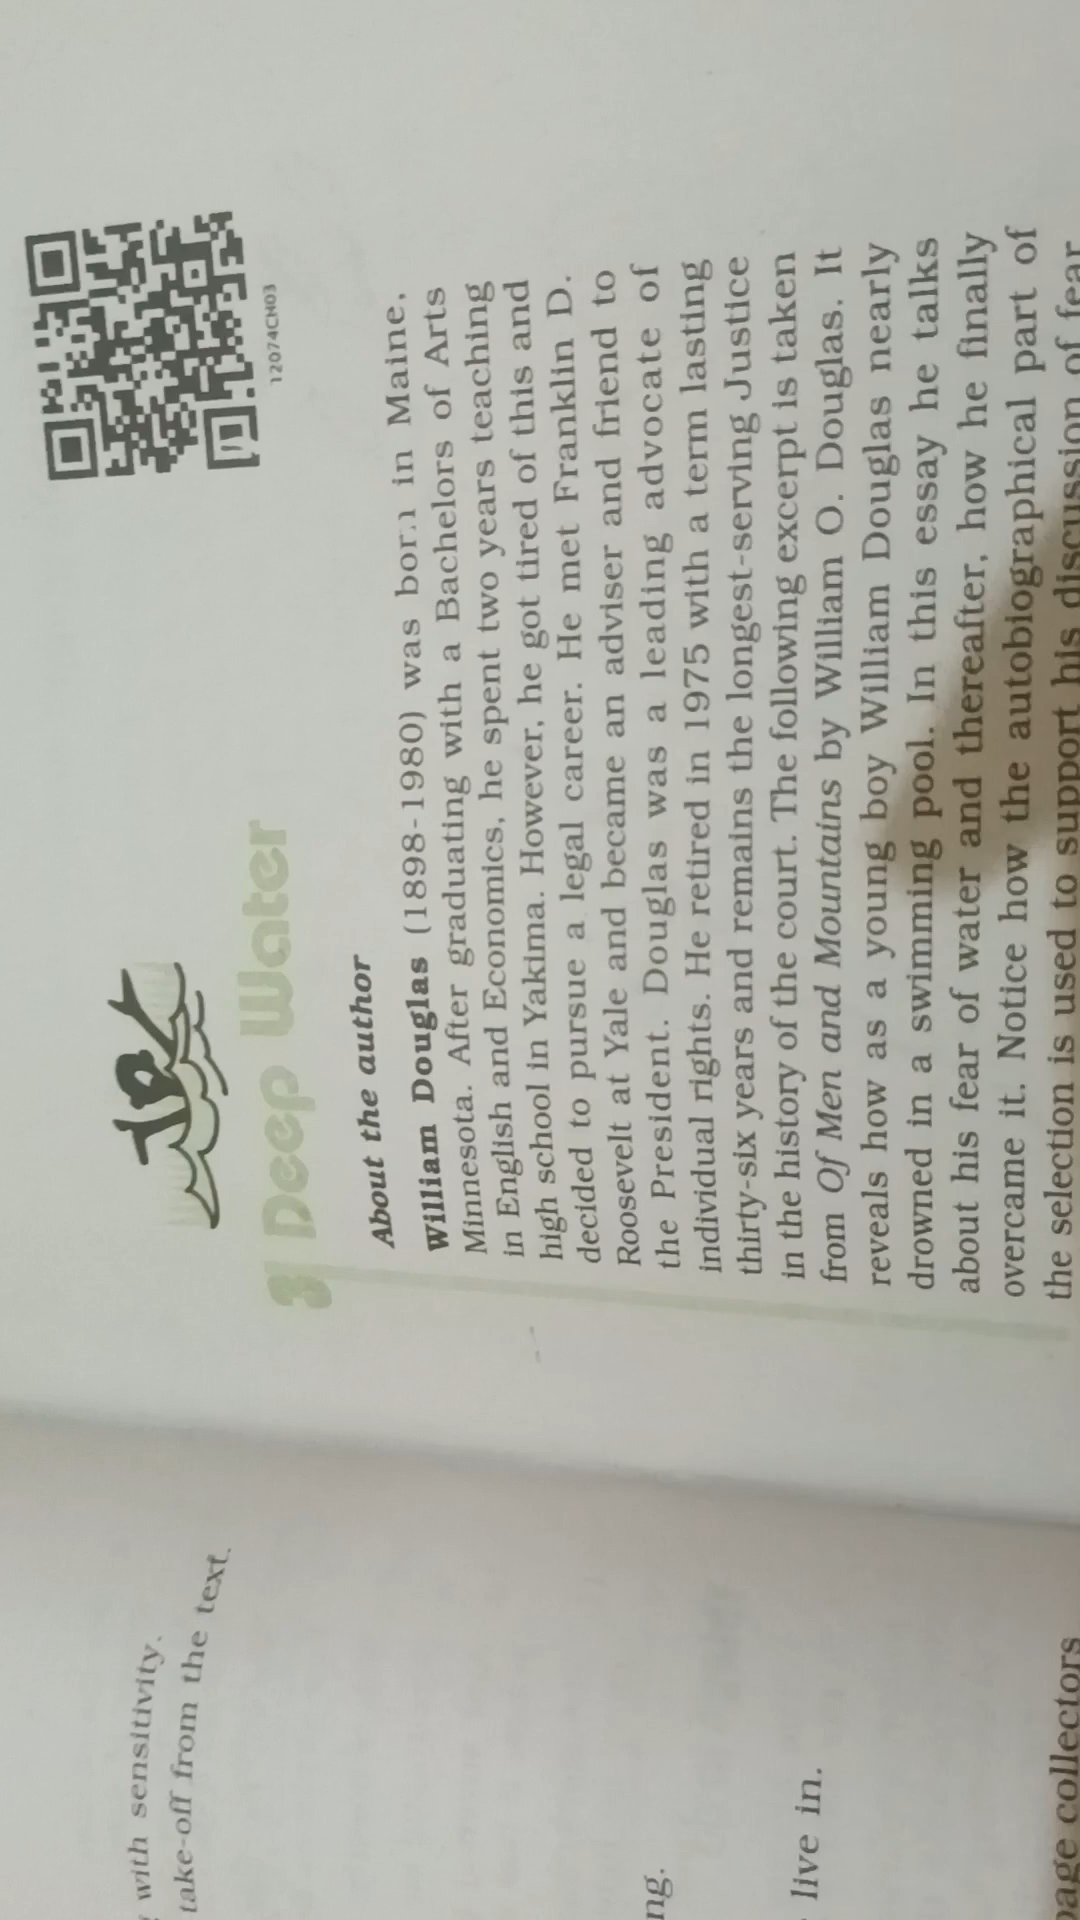 with sensitivity.
take-off from the text.
ng.
live in.
page collectors
12074CH03
3 Deep Water
About the author
William Douglas (1898-1980) was born in Maine,
Minnesota. After graduating with a Bachelors of Arts
in English and Economics, he spent two years teaching
high school in Yakima. However, he got tired of this and
decided to pursue a legal career. He met Franklin D.
Roosevelt at Yale and became an adviser and friend to
the President. Douglas was a leading advocate of
individual rights. He retired in 1975 with a term lasting
thirty-six years and remains the longest-serving Justice
in the history of the court. The following excerpt is taken
from Of Men and Mountains by William O. Douglas. It
reveals how as a young boy William Douglas nearly
drowned in a swimming pool. In this essay he talks
about his fear of water and thereafter, how he finally
overcame it. Notice how the autobiographical part of
the selection is used to support his discussion of fear